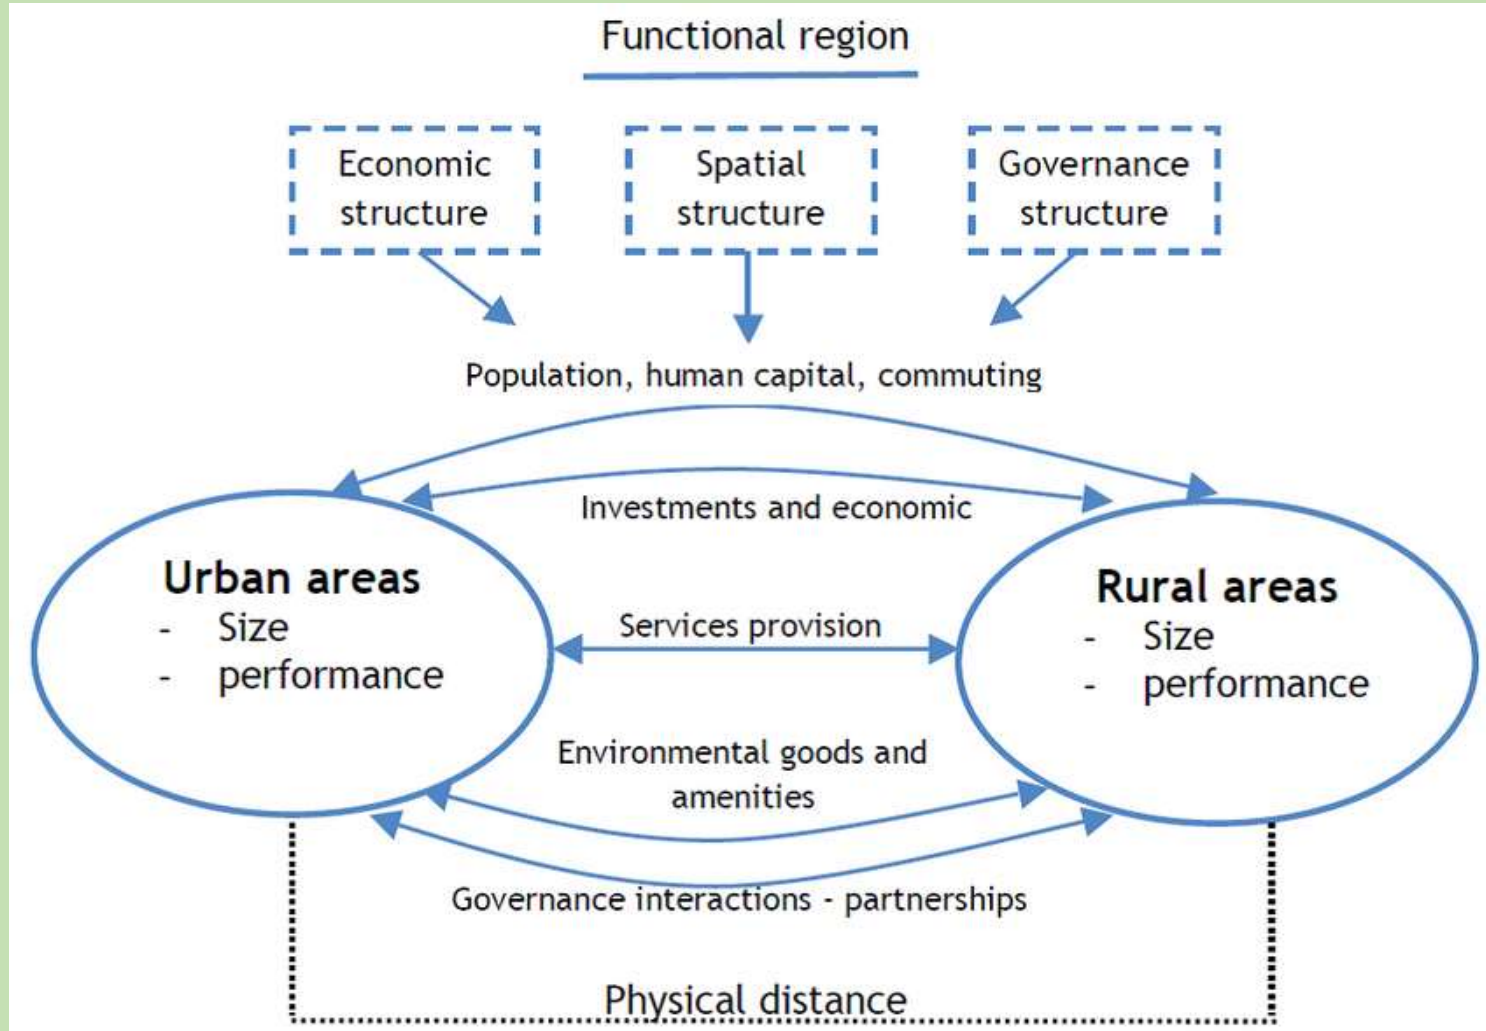 Functional region
Economic
structure
Spatial
structure
Governance
structure
Population, human capital, commuting
Investments and economic
Urban areas
- Size
- performance
Services provision
Rural areas
- Size
- performance
Environmental goods and
amenities
Governance interactions - partnerships
Physical distance